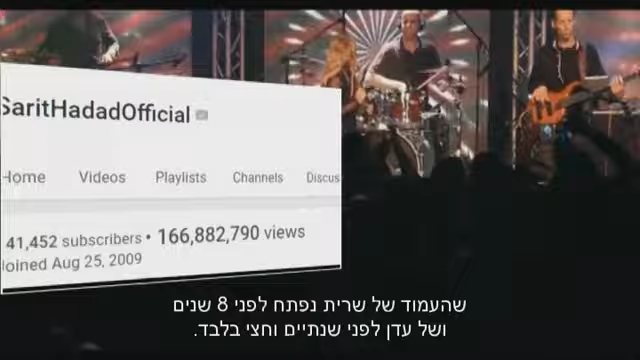 SaritHadadOfficial
Home Videos Playlists Channels Discus
41,452 subscribers • 166,882,790 views
Joined Aug 25, 2009
שהעמוד של שרית נפתח לפני 8 שנים
ושל עדן לפני שנתיים וחצי בלבד.